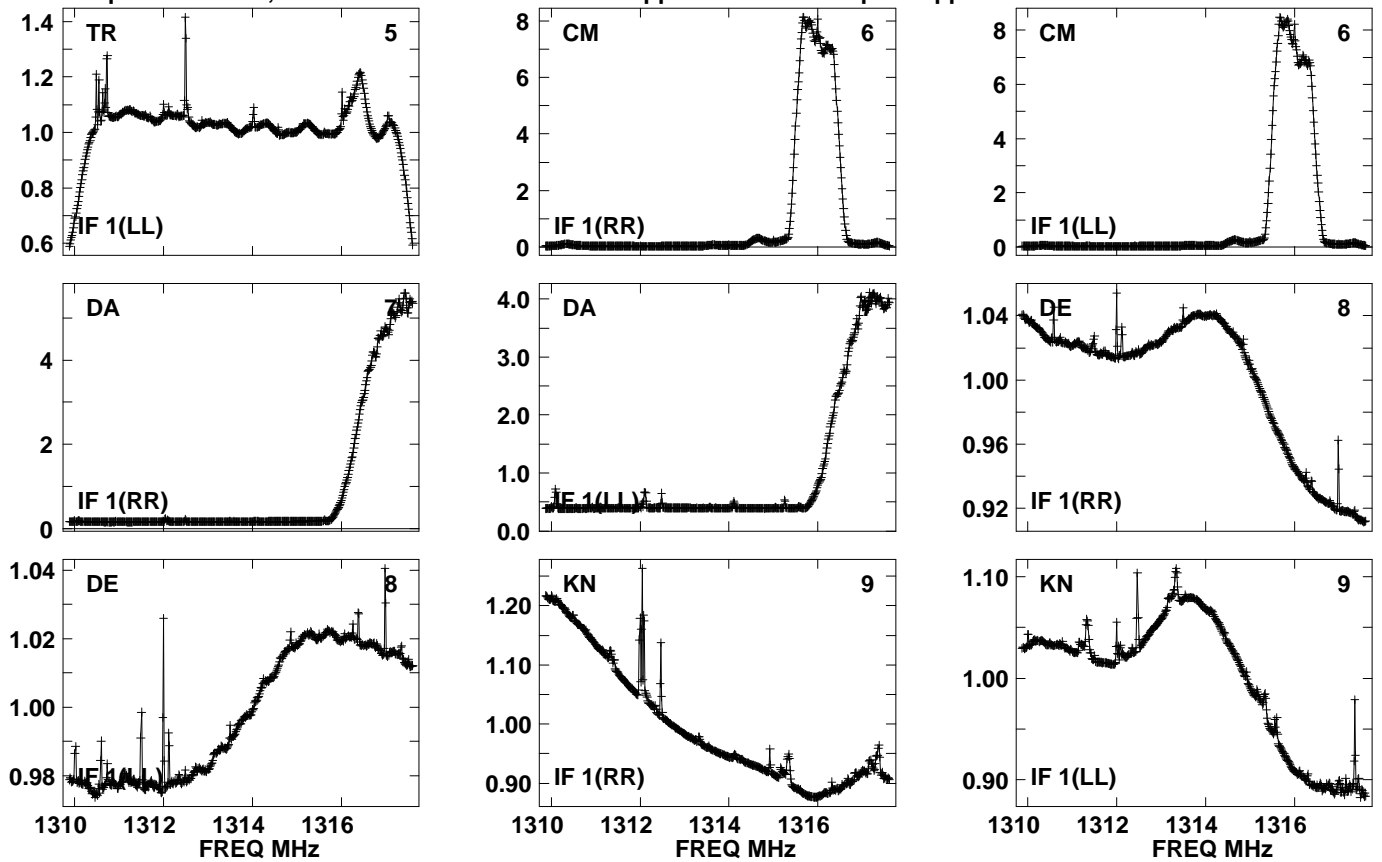 TR 5
1.4
1.2
1.0
0.8
0.6
IF 1(LL)
CM 6
8
6
4
2
0
IF 1(RR)
CM 6
8
6
4
2
0
IF 1(LL)
DA 7
4
2
0
IF 1(RR)
DA 7
4.0
3.0
2.0
1.0
0.0
IF 1(LL)
DE 8
1.04
1.00
0.96
0.92
IF 1(RR)
DE 8
1.04
1.02
1.00
0.98
IF 1(LL)
KN 9
1.20
1.10
1.00
0.90
IF 1(RR)
KN 9
1.10
1.00
0.90
IF 1(LL)
1310 1312 1314 1316
FREQ MHz
1310 1312 1314 1316
FREQ MHz
1310 1312 1314 1316
FREQ MHz